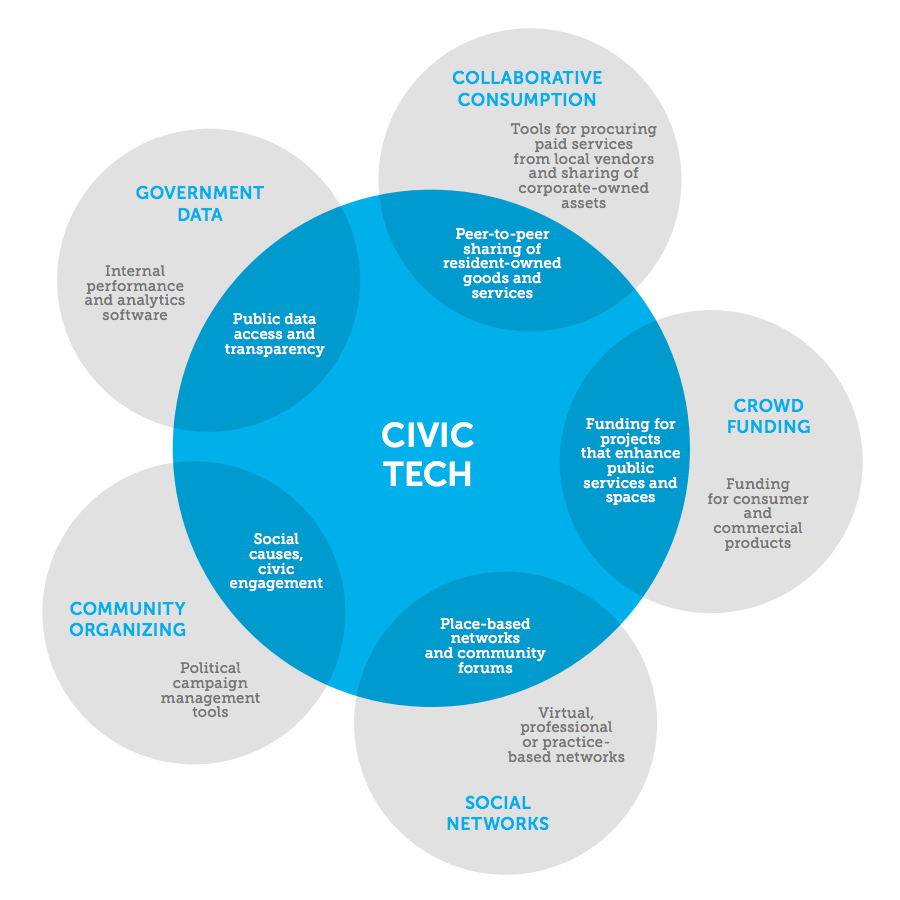 COLLABORATIVE
CONSUMPTION
Tools for procuring
paid services
from local vendors
and sharing of
corporate-owned
assets
Peer-to-peer
sharing of
resident-owned
goods and
services
GOVERNMENT
DATA
Internal
performance
and analytics
software
Public data
access and
transparency
CIVIC
TECH
CROWD
FUNDING
Funding for
projects
that enhance
public
services and
spaces
Funding
for consumer
and
commercial
products
Social
causes,
civic
engagement
COMMUNITY
ORGANIZING
Political
campaign
management
tools
Place-based
networks
and community
forums
Virtual,
professional
or practice-
based networks
SOCIAL
NETWORKS